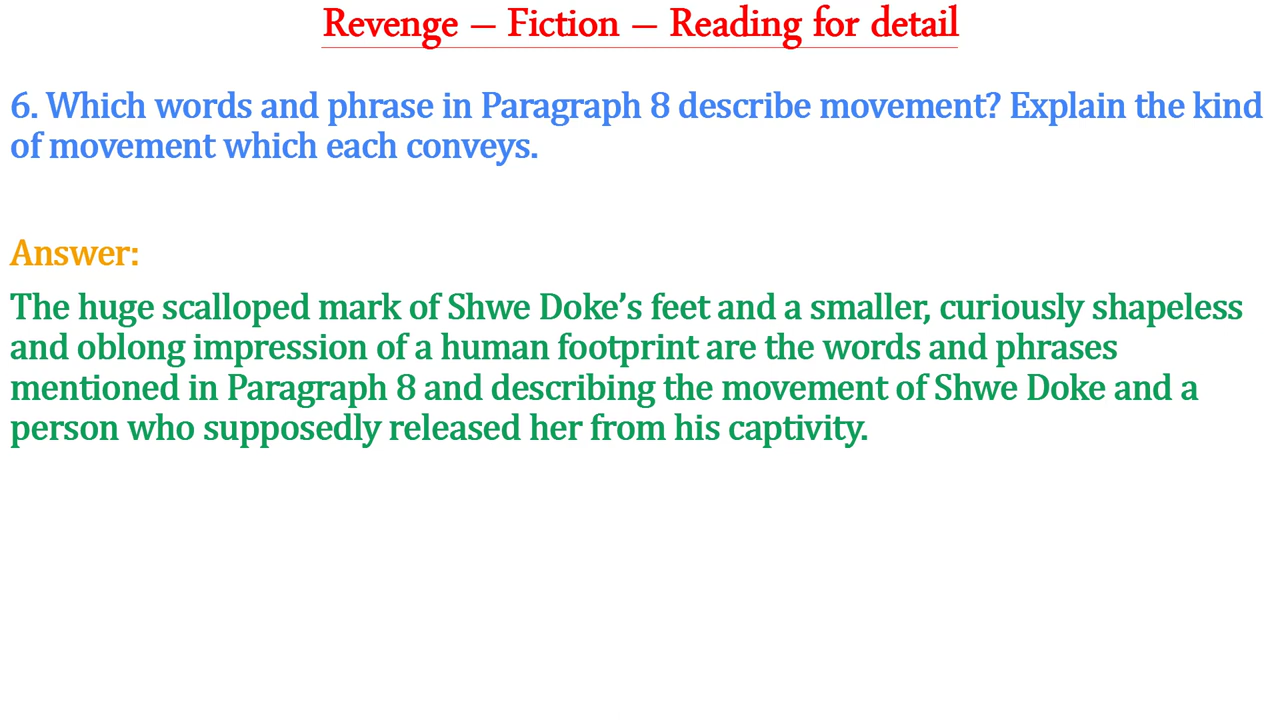 Revenge – Fiction – Reading for detail
6. Which words and phrase in Paragraph 8 describe movement? Explain the kind
of movement which each conveys.
Answer:
The huge scalloped mark of Shwe Doke’s feet and a smaller, curiously shapeless
and oblong impression of a human footprint are the words and phrases
mentioned in Paragraph 8 and describing the movement of Shwe Doke and a
person who supposedly released her from his captivity.